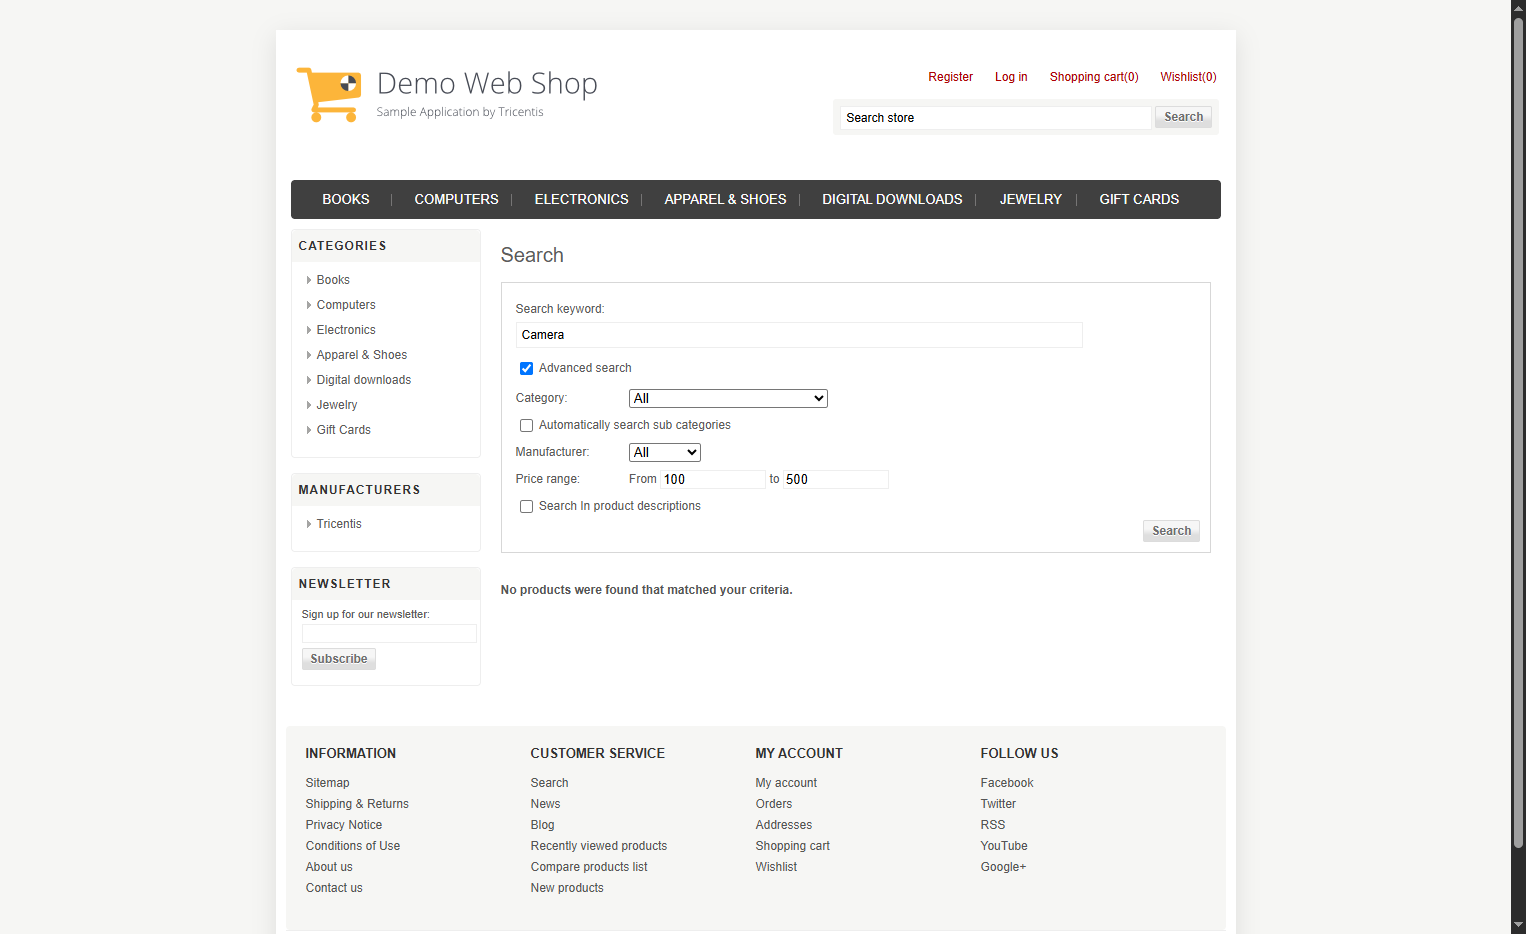 Demo Web Shop
Sample Application by Tricentis
Register Log in Shopping cart(0) Wishlist(0)
Search store Search
BOOKS COMPUTERS ELECTRONICS APPAREL & SHOES DIGITAL DOWNLOADS JEWELRY GIFT CARDS
CATEGORIES
Books
Computers
Electronics
Apparel & Shoes
Digital downloads
Jewelry
Gift Cards
MANUFACTURERS
Tricentis
NEWSLETTER
Sign up for our newsletter:
Subscribe
Search
Search keyword:
Camera
Advanced search
Category: All
Automatically search sub categories
Manufacturer: All
Price range: From 100 to 500
Search In product descriptions
Search
No products were found that matched your criteria.
INFORMATION
Sitemap
Shipping & Returns
Privacy Notice
Conditions of Use
About us
Contact us
CUSTOMER SERVICE
Search
News
Blog
Recently viewed products
Compare products list
New products
MY ACCOUNT
My account
Orders
Addresses
Shopping cart
Wishlist
FOLLOW US
Facebook
Twitter
RSS
YouTube
Google+